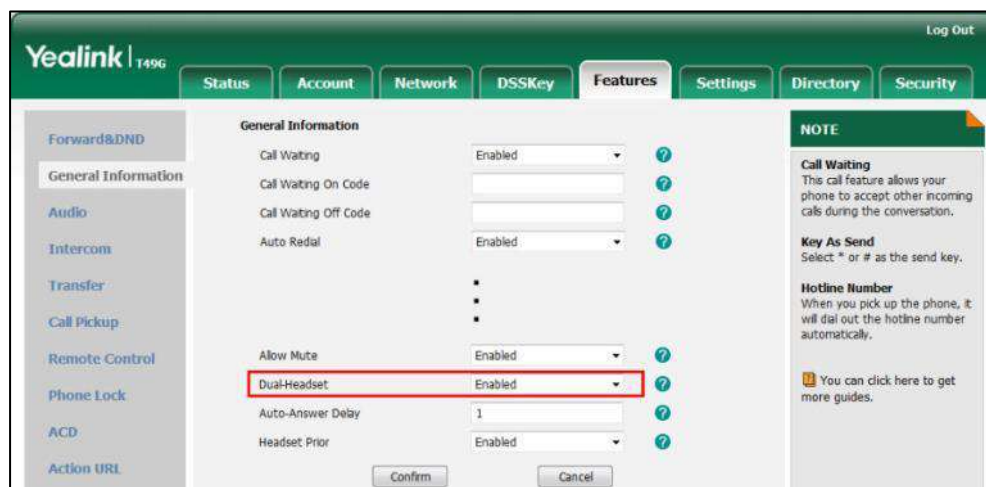 Log Out
Yealink T49G
Status Account Network DSSKey Features Settings Directory Security
Forward&DND
General Information
Audio
Intercom
Transfer
Call Pickup
Remote Control
Phone Lock
ACD
Action URL
General Information
Call Waiting Enabled
Call Waiting On Code
Call Waiting Off Code
Auto Redial Enabled
Allow Mute Enabled
Dual-Headset Enabled
Auto-Answer Delay 1
Headset Prior Enabled
Confirm Cancel
NOTE
Call Waiting
This call feature allows your
phone to accept other incoming
calls during the conversation.
Key As Send
Select * or # as the send key.
Hotline Number
When you pick up the phone, it
will dial out the hotline number
automatically.
You can click here to get
more guides.